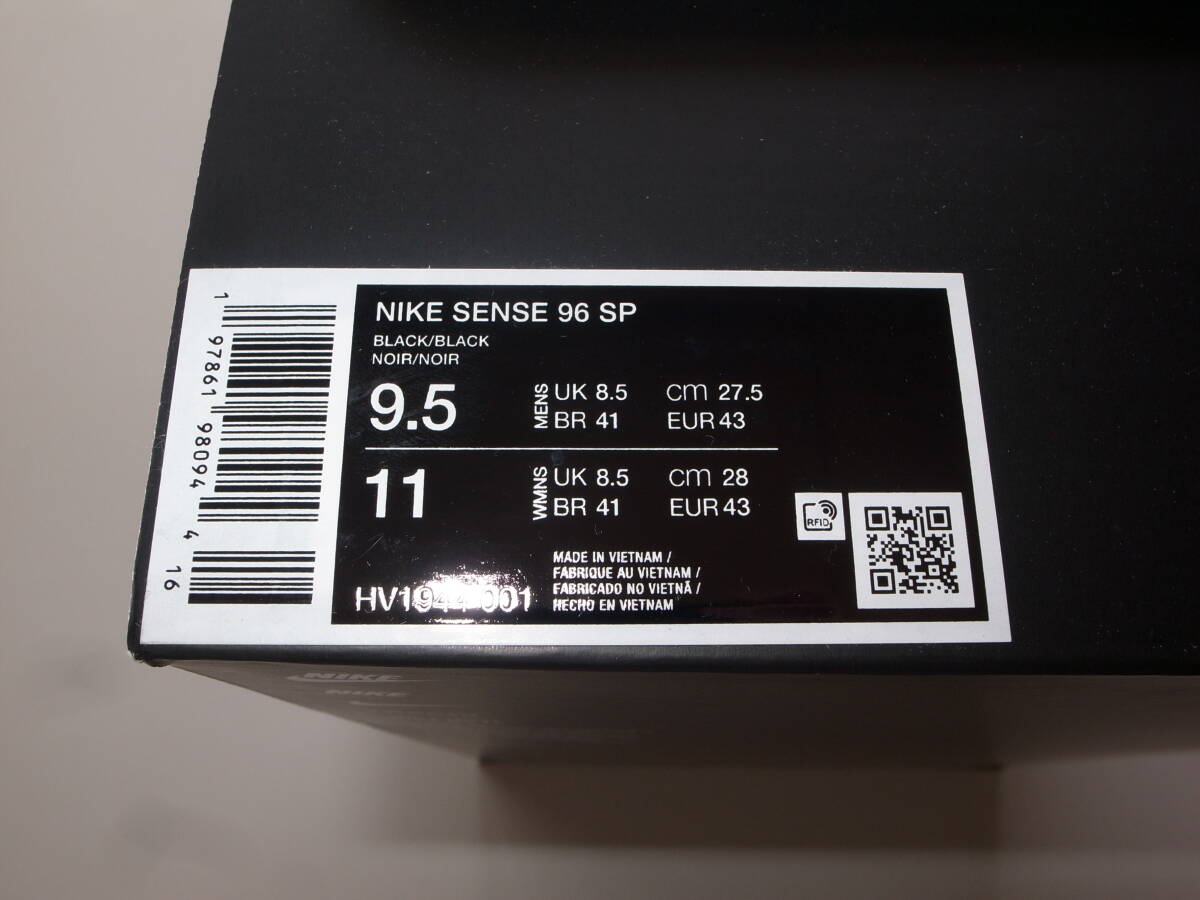 NIKE SENSE 96 SP
BLACK/BLACK
NOIR/NOIR
9.5
MENS
UK 8.5 cm 27.5
BR 41 EUR 43
11
WMNS
UK 8.5 cm 28
BR 41 EUR 43
RFID
MADE IN VIETNAM /
FABRIQUE AU VIETNAM /
FABRICADO NO VIETNÃ /
HECHO EN VIETNAM
HV1944-001
1 97861 98094 4 16
NIKE
NIKE